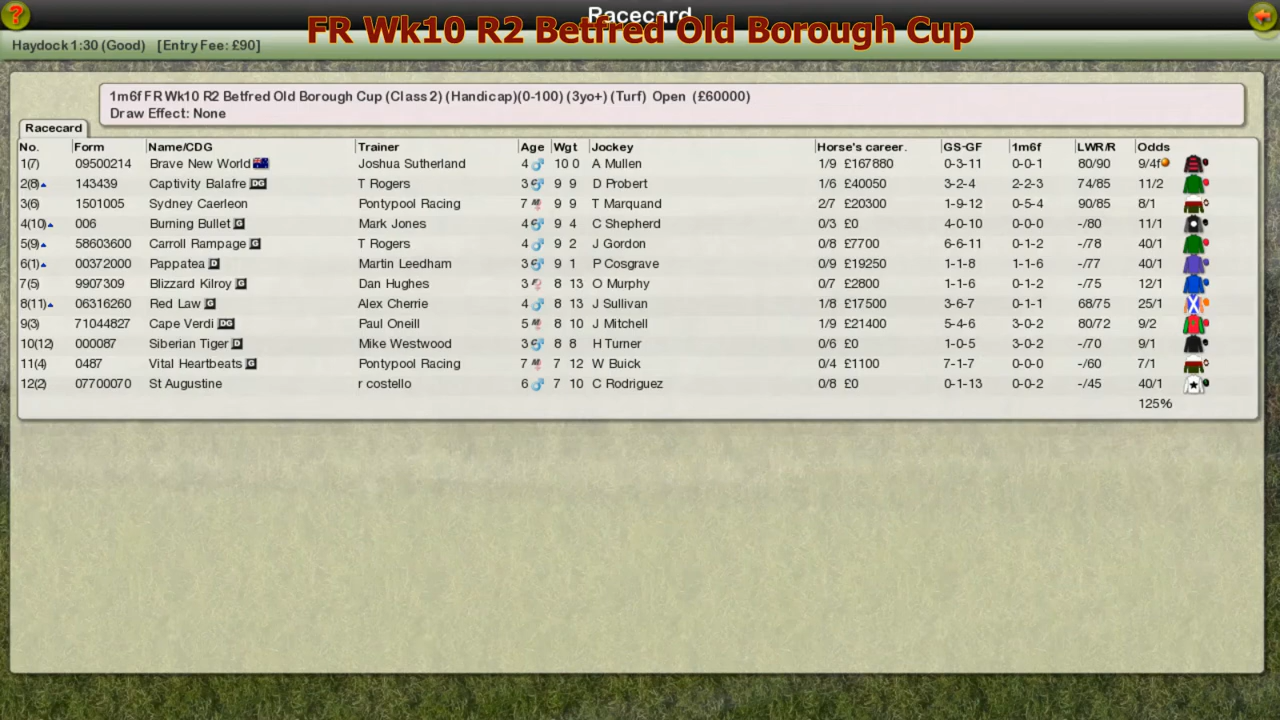 Racecard
FR Wk10 R2 Betfred Old Borough Cup
Haydock 1:30 (Good) [Entry Fee: £90]
1m6f FR Wk10 R2 Betfred Old Borough Cup (Class 2) (Handicap)(0-100) (3yo+) (Turf) Open (£60000)
Draw Effect: None
Racecard
No. Form Name/CDG Trainer Age Wgt Jockey Horse's career. GS-GF 1m6f LWR/R Odds
1(7) 09500214 Brave New World Joshua Sutherland 4 10 0 A Mullen 1/9 £167880 0-3-11 0-0-1 80/90 9/4f
2(8) 143439 Captivity Balafre DG T Rogers 3 9 9 D Probert 1/6 £40050 3-2-4 2-2-3 74/85 11/2
3(6) 1501005 Sydney Caerleon Pontypool Racing 7 9 9 T Marquand 2/7 £20300 1-9-12 0-5-4 90/85 8/1
4(10) 006 Burning Bullet G Mark Jones 4 9 4 C Shepherd 0/3 £0 4-0-10 0-0-0 -/80 11/1
5(9) 58603600 Carroll Rampage G T Rogers 4 9 2 J Gordon 0/8 £7700 6-6-11 0-1-2 -/78 40/1
6(1) 00372000 Pappatea D Martin Leedham 3 9 1 P Cosgrave 0/9 £19250 1-1-8 1-1-6 -/77 40/1
7(5) 9907309 Blizzard Kilroy G Dan Hughes 3 8 13 O Murphy 0/7 £2800 1-1-6 0-1-2 -/75 12/1
8(11) 06316260 Red Law G Alex Cherrie 4 8 13 J Sullivan 1/8 £17500 3-6-7 0-1-1 68/75 25/1
9(3) 71044827 Cape Verdi DG Paul Oneill 5 8 10 J Mitchell 1/9 £21400 5-4-6 3-0-2 80/72 9/2
10(12) 000087 Siberian Tiger D Mike Westwood 3 8 8 H Turner 0/6 £0 1-0-5 3-0-2 -/70 9/1
11(4) 0487 Vital Heartbeats G Pontypool Racing 7 7 12 W Buick 0/4 £1100 7-1-7 0-0-0 -/60 7/1
12(2) 07700070 St Augustine r costello 6 7 10 C Rodriguez 0/8 £0 0-1-13 0-0-2 -/45 40/1
125%